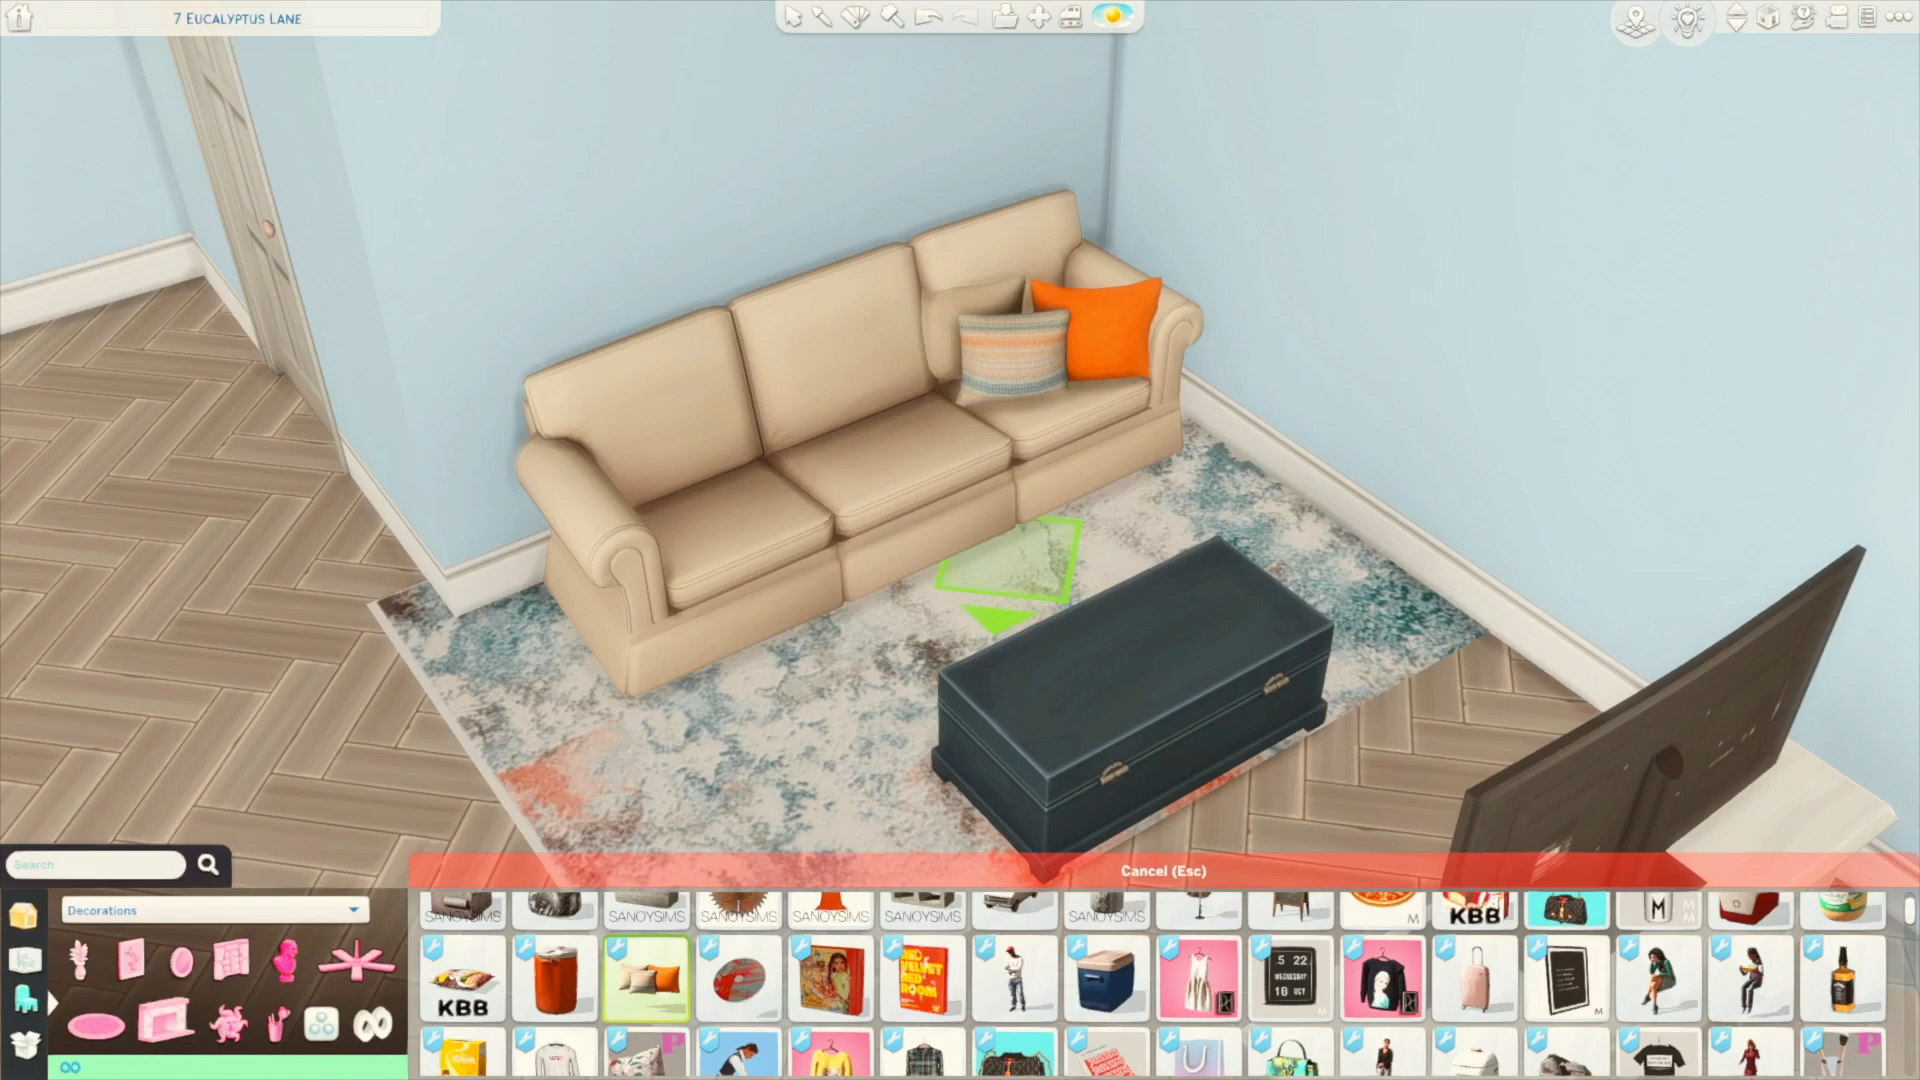 7 EUCALYPTUS LANE
Search
Cancel (Esc)
Decorations
SANOYSIMS
SANOYSIMS
SANOYSIMS
SANOYSIMS
SANOYSIMS
SANOYSIMS
M
KBB
M
KBB
RED VELVET RED ROOM
5 22
WEDNESDAY
18 OCT
M
M
P
P